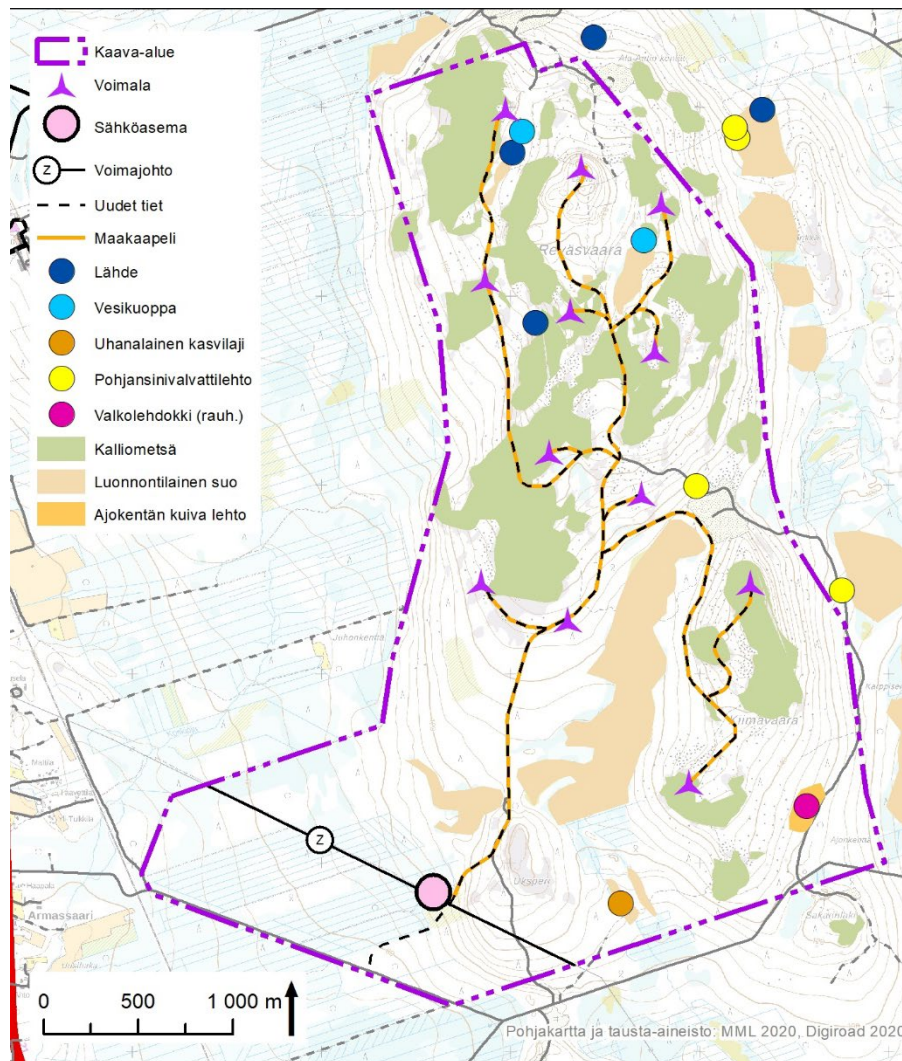 Kaava-alue
Voimala
Sähköasema
Z Voimajohto
Uudet tiet
Maakaapeli
Lähde
Vesikuoppa
Uhanalainen kasvilaji
Pohjansinivalvattilehto
Valkolehdokki (rauh.)
Kalliometsä
Luonnontilainen suo
Ajokentän kuiva lehto
Z
Armassaari
Haapala
0 500 1 000 m
Pohjakartta ja tausta-aineisto: MML 2020, Digiroad 2020